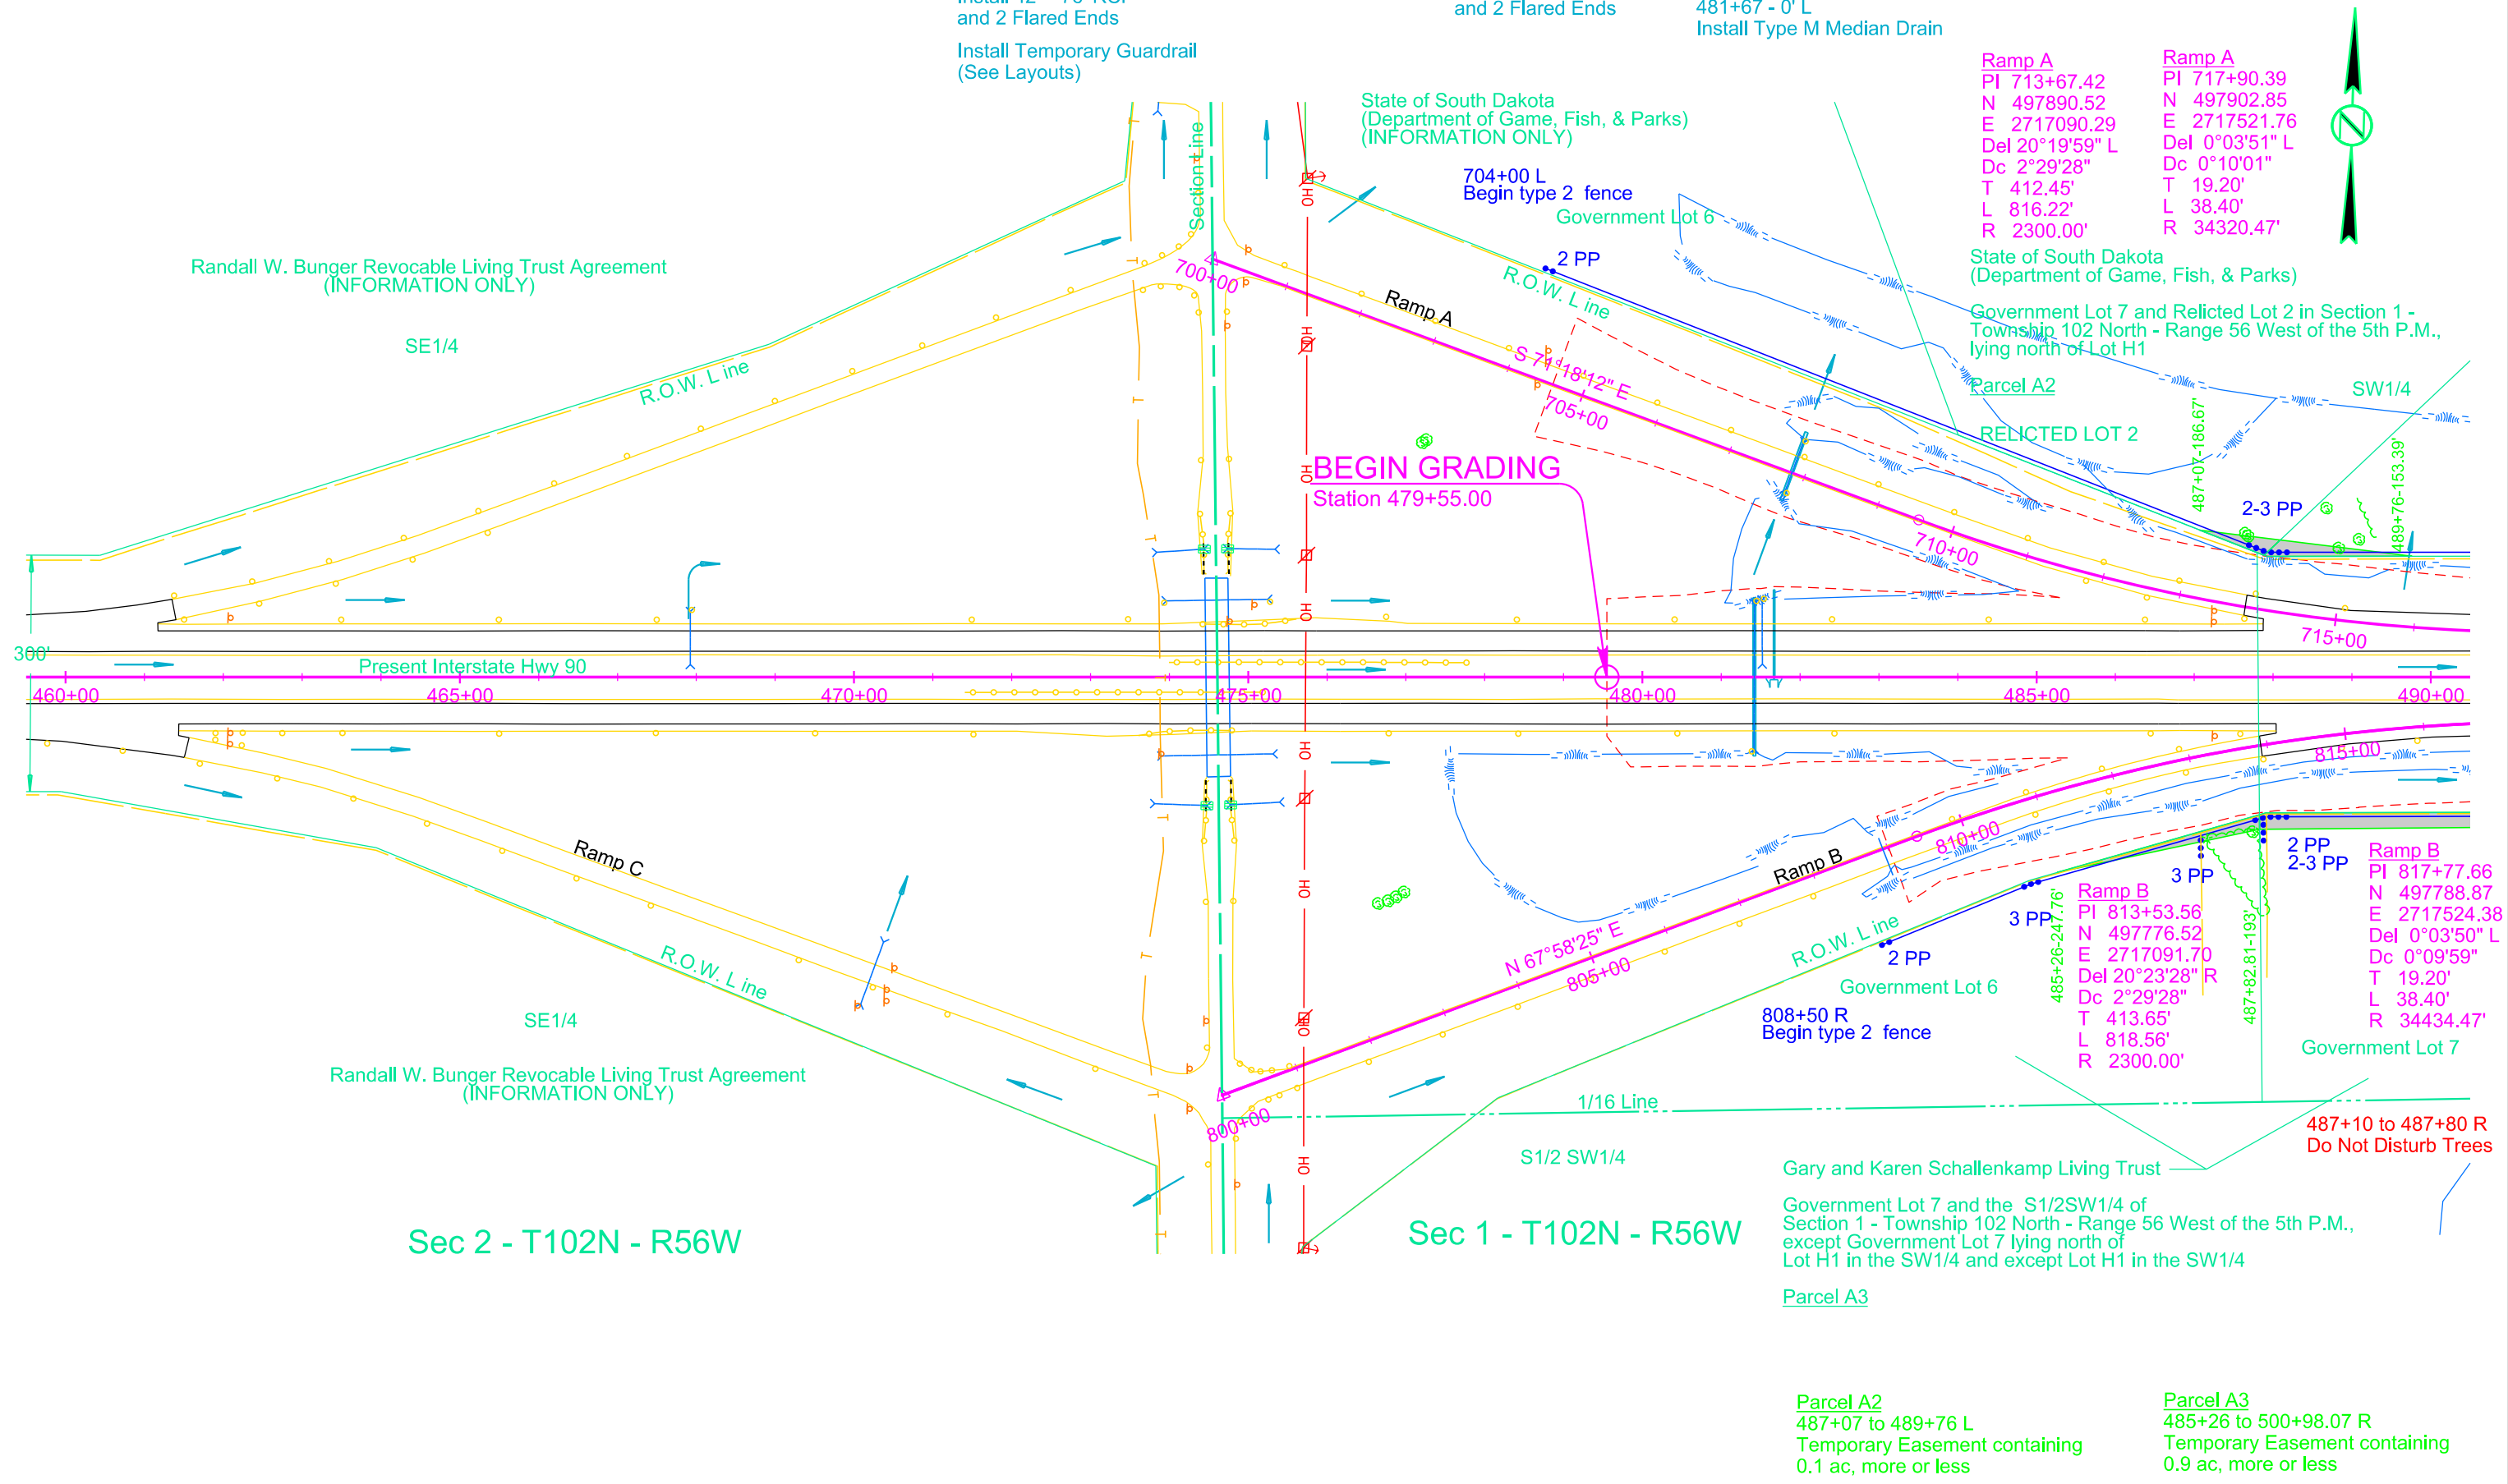 and 2 Flared Ends
Install Temporary Guardrail
(See Layouts)
and 2 Flared Ends
481+67 - 0' L
Install Type M Median Drain
Ramp A
PI 713+67.42
N 497890.52
E 2717090.29
Del 20°19'59" L
Dc 2°29'28"
T 412.45'
L 816.22'
R 2300.00'
Ramp A
PI 717+90.39
N 497902.85
E 2717521.76
Del 0°03'51" L
Dc 0°10'01"
T 19.20'
L 38.40'
R 34320.47'
N
State of South Dakota
(Department of Game, Fish, & Parks)
(INFORMATION ONLY)
704+00 L
Begin type 2 fence
Government Lot 6
Section Line
Randall W. Bunger Revocable Living Trust Agreement
(INFORMATION ONLY)
SE1/4
R.O.W. Line
700+00
2 PP
R.O.W. Line
Ramp A
S 71°18'12" E
705+00
State of South Dakota
(Department of Game, Fish, & Parks)
Government Lot 7 and Relicted Lot 2 in Section 1 -
Township 102 North - Range 56 West of the 5th P.M.,
lying north of Lot H1
Parcel A2
SW1/4
RELICTED LOT 2
487+07-186.67'
489+76-153.39'
2-3 PP
BEGIN GRADING
Station 479+55.00
710+00
715+00
OH
OH
OH
OH
OH
OH
OH
OH
T
T
T
T
T
T
T
T
T
T
T
T
T
300'
Present Interstate Hwy 90
460+00
465+00
470+00
475+00
480+00
485+00
490+00
815+00
810+00
Ramp C
Ramp B
R.O.W. Line
N 67°58'25" E
805+00
R.O.W. Line
2 PP
3 PP
3 PP
2 PP
2-3 PP
485+26-247.76'
487+82.81-193'
Government Lot 6
808+50 R
Begin type 2 fence
Ramp B
PI 813+53.56
N 497776.52
E 2717091.70
Del 20°23'28" R
Dc 2°29'28"
T 413.65'
L 818.56'
R 2300.00'
Ramp B
PI 817+77.66
N 497788.87
E 2717524.38
Del 0°03'50" L
Dc 0°09'59"
T 19.20'
L 38.40'
R 34434.47'
Government Lot 7
SE1/4
Randall W. Bunger Revocable Living Trust Agreement
(INFORMATION ONLY)
800+00
1/16 Line
S1/2 SW1/4
487+10 to 487+80 R
Do Not Disturb Trees
Sec 2 - T102N - R56W
Sec 1 - T102N - R56W
Gary and Karen Schallenkamp Living Trust
Government Lot 7 and the S1/2SW1/4 of
Section 1 - Township 102 North - Range 56 West of the 5th P.M.,
except Government Lot 7 lying north of
Lot H1 in the SW1/4 and except Lot H1 in the SW1/4
Parcel A3
Parcel A2
487+07 to 489+76 L
Temporary Easement containing
0.1 ac, more or less
Parcel A3
485+26 to 500+98.07 R
Temporary Easement containing
0.9 ac, more or less